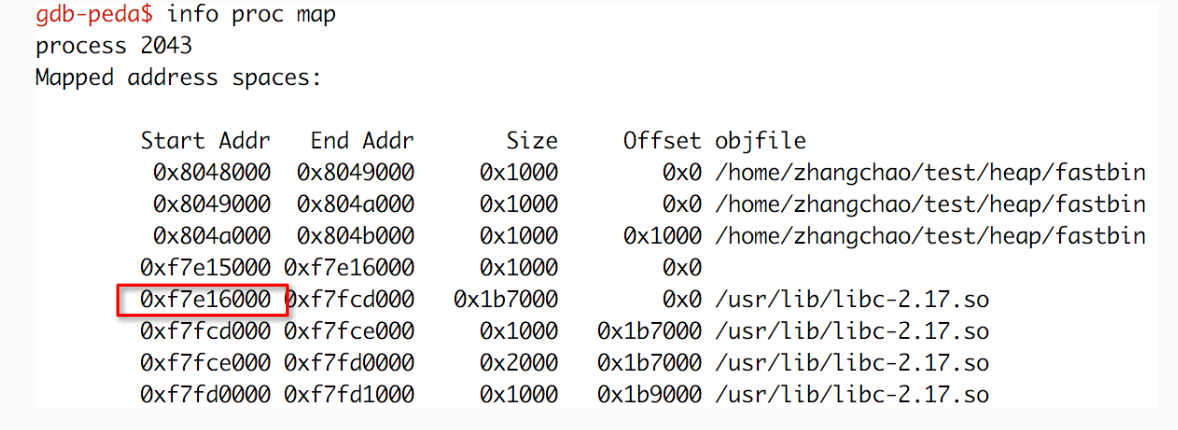 gdb-peda$ info proc map
process 2043
Mapped address spaces:
Start Addr End Addr Size Offset objfile
0x8048000 0x8049000 0x1000 0x0 /home/zhangchao/test/heap/fastbin
0x8049000 0x804a000 0x1000 0x0 /home/zhangchao/test/heap/fastbin
0x804a000 0x804b000 0x1000 0x1000 /home/zhangchao/test/heap/fastbin
0xf7e15000 0xf7e16000 0x1000 0x0
0xf7e16000 0xf7fcd000 0x1b7000 0x0 /usr/lib/libc-2.17.so
0xf7fcd000 0xf7fce000 0x1000 0x1b7000 /usr/lib/libc-2.17.so
0xf7fce000 0xf7fd0000 0x2000 0x1b7000 /usr/lib/libc-2.17.so
0xf7fd0000 0xf7fd1000 0x1000 0x1b9000 /usr/lib/libc-2.17.so